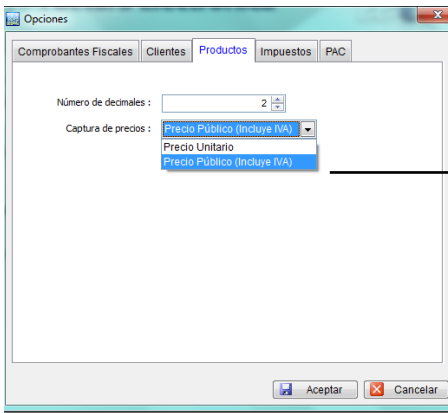 Opciones
Comprobantes Fiscales Clientes Productos Impuestos PAC
Número de decimales : 2
Captura de precios : Precio Público (Incluye IVA)
Precio Unitario
Precio Público (Incluye IVA)
Aceptar Cancelar